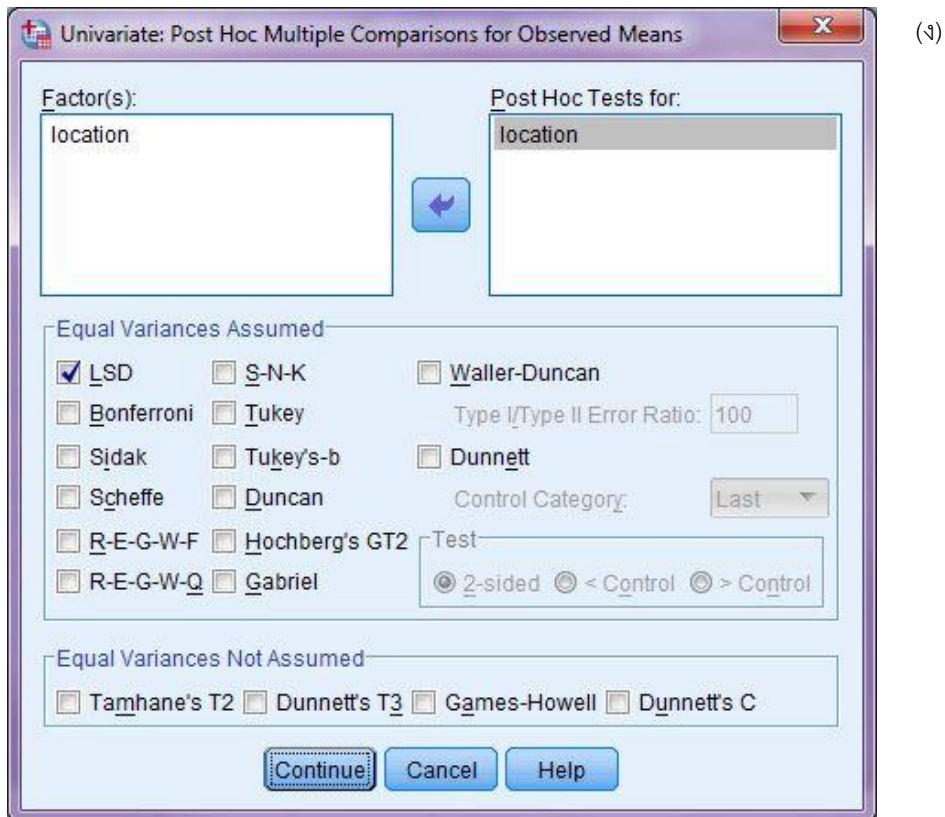 Univariate: Post Hoc Multiple Comparisons for Observed Means
(ง)
Factor(s):
Post Hoc Tests for:
location
location
Equal Variances Assumed
LSD S-N-K Waller-Duncan
Bonferroni Tukey Type I/Type II Error Ratio: 100
Sidak Tukey's-b Dunnett
Scheffe Duncan Control Category: Last
R-E-G-W-F Hochberg's GT2 Test
R-E-G-W-Q Gabriel 2-sided < Control > Control
Equal Variances Not Assumed
Tamhane's T2 Dunnett's T3 Games-Howell Dunnett's C
Continue Cancel Help